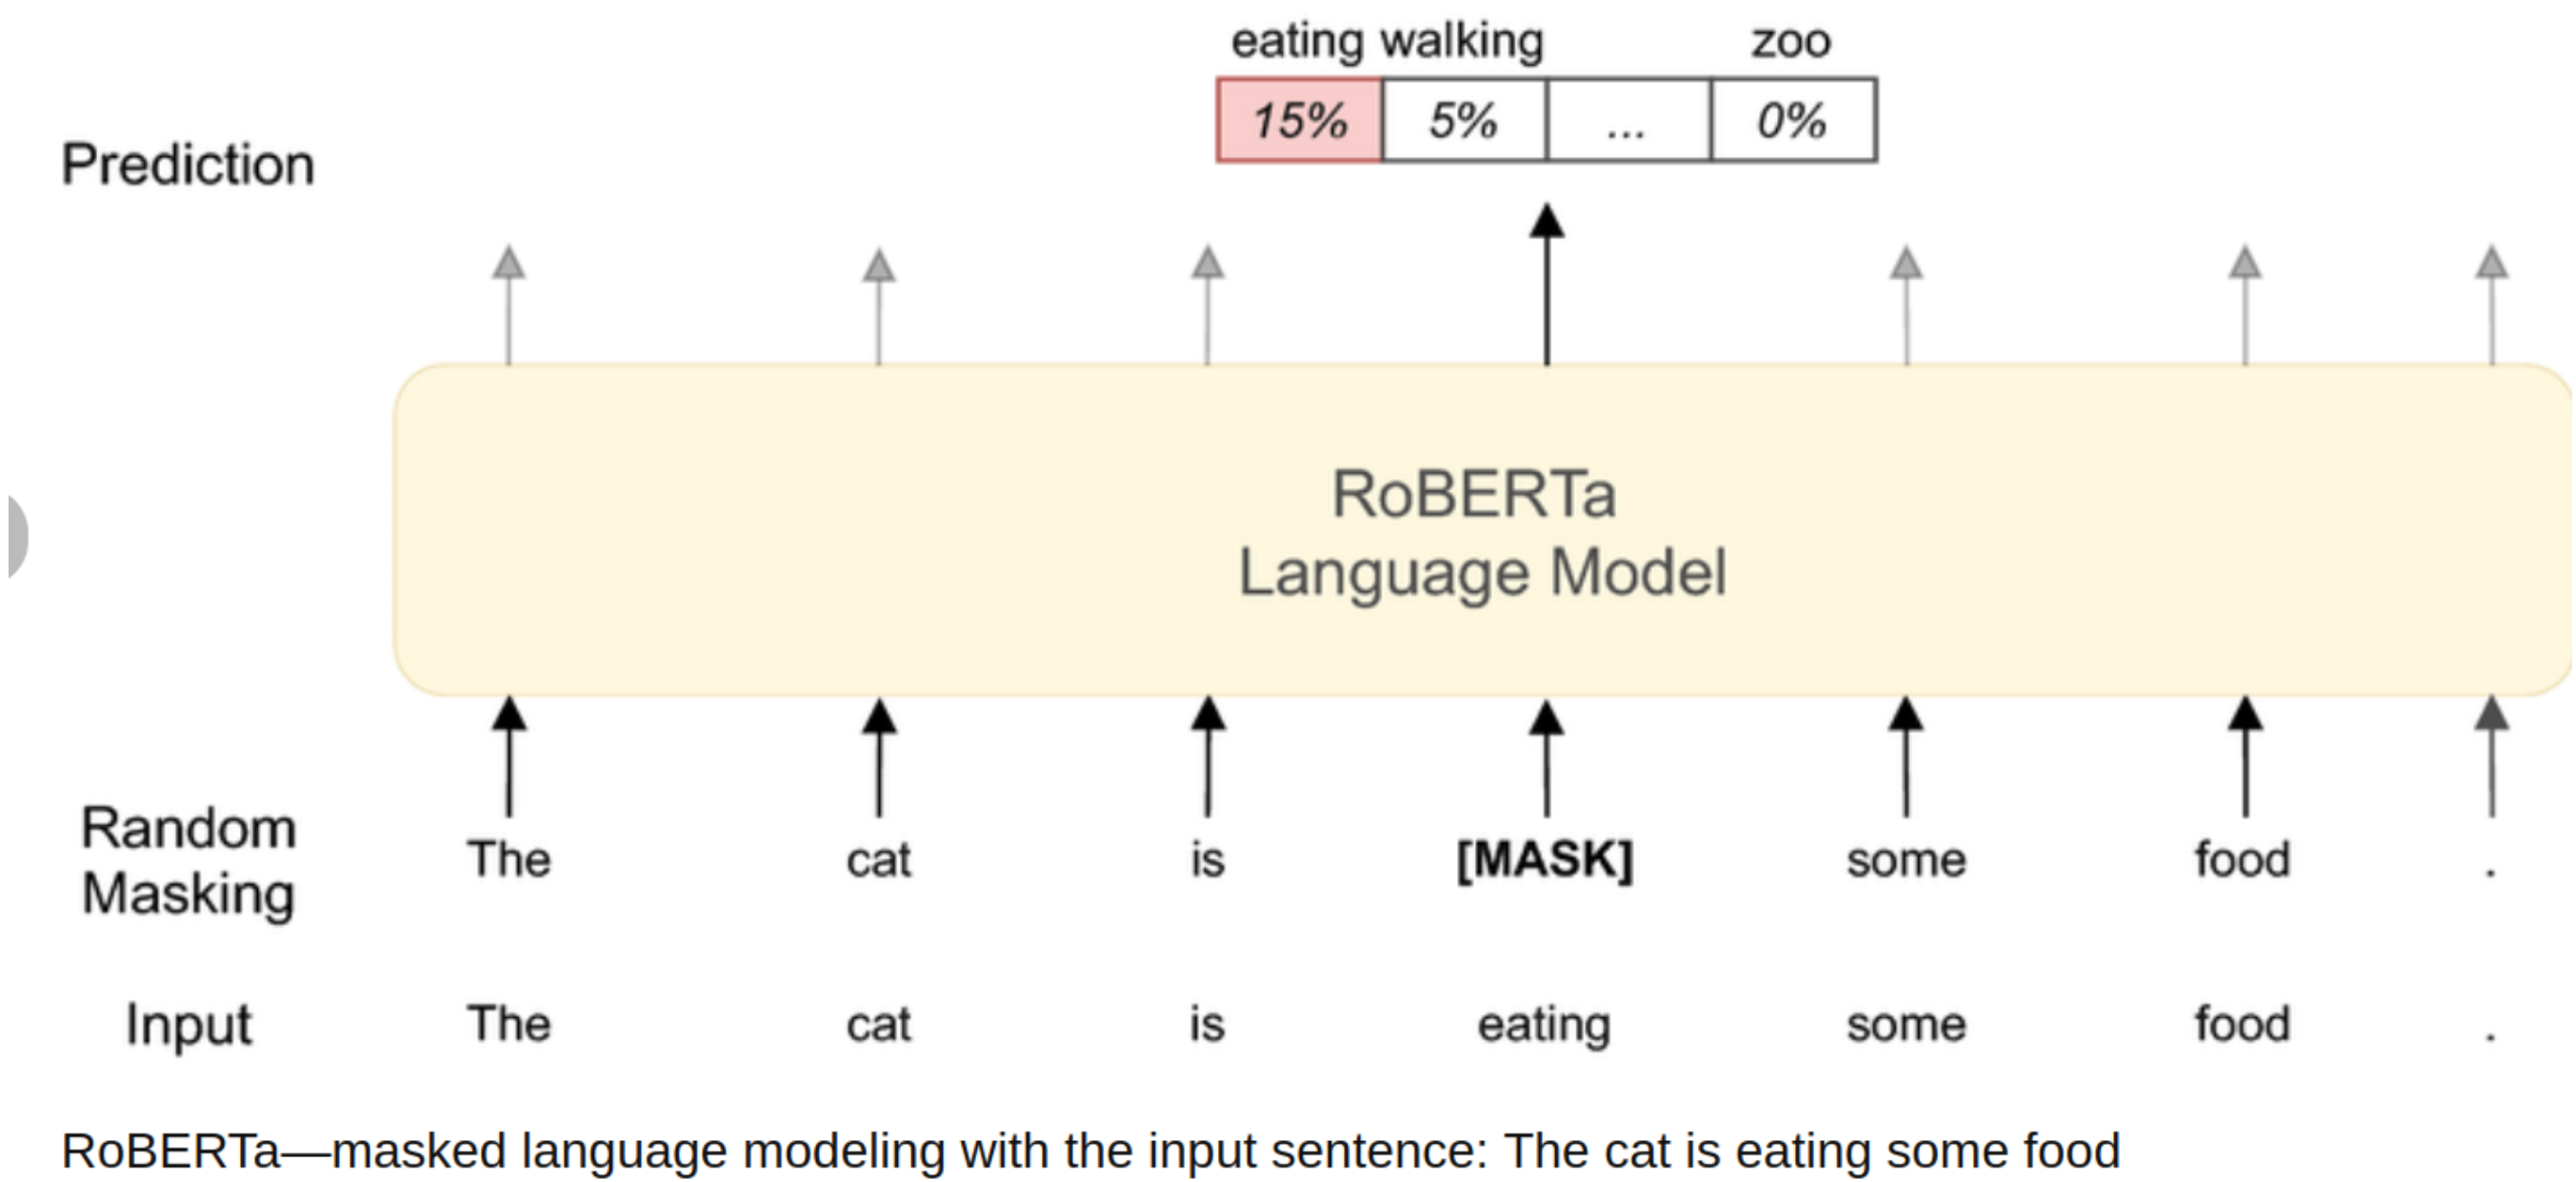 eating walking zoo
15% 5% ... 0%
Prediction
RoBERTa
Language Model
Random
Masking
The cat is [MASK] some food .
Input The cat is eating some food .
RoBERTa—masked language modeling with the input sentence: The cat is eating some food